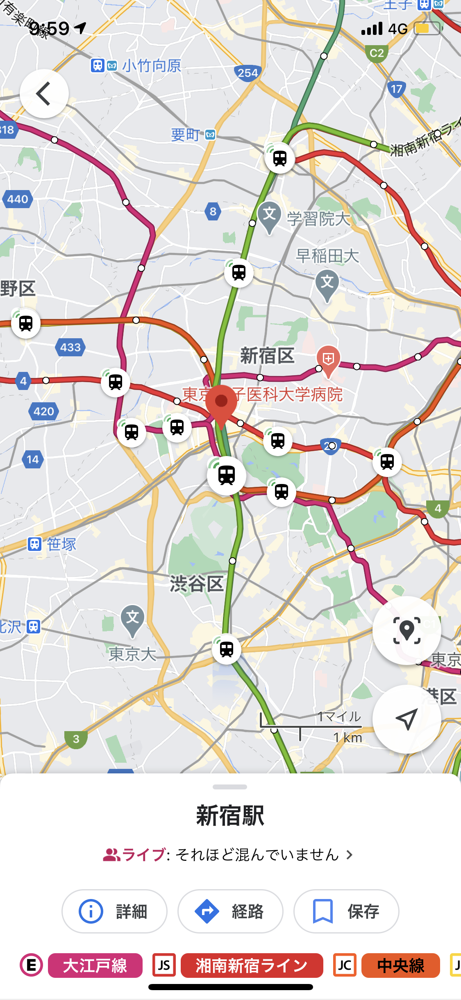 王子
有楽町線
9:59
4G
C2
小竹向原
254
17
318
要町
湘南新宿ライ
440
8
学習院大
早稲田大
野区
433
新宿区
4
東京
子医科大学病院
420
20
14
4
笹塚
渋谷区
北沢
C1
東京大
東京
港区
1マイル
1 km
3
新宿駅
ライブ: それほど混んでいません
詳細
経路
保存
E 大江戸線 JS 湘南新宿ライン JC 中央線 J